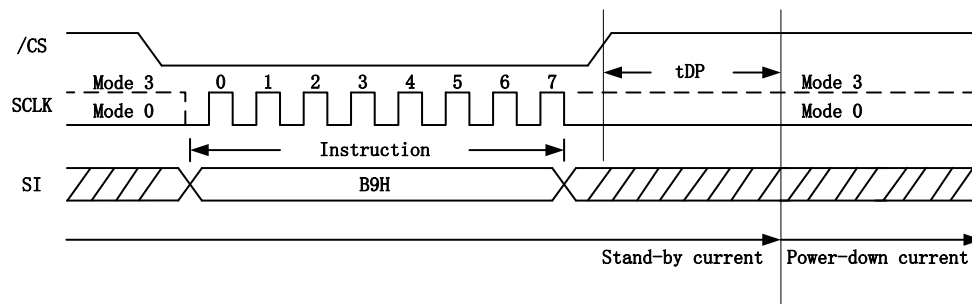 /CS
tDP
Mode 3 0 1 2 3 4 5 6 7 Mode 3
SCLK
Mode 0 Mode 0
Instruction
SI B9H
Stand-by current Power-down current